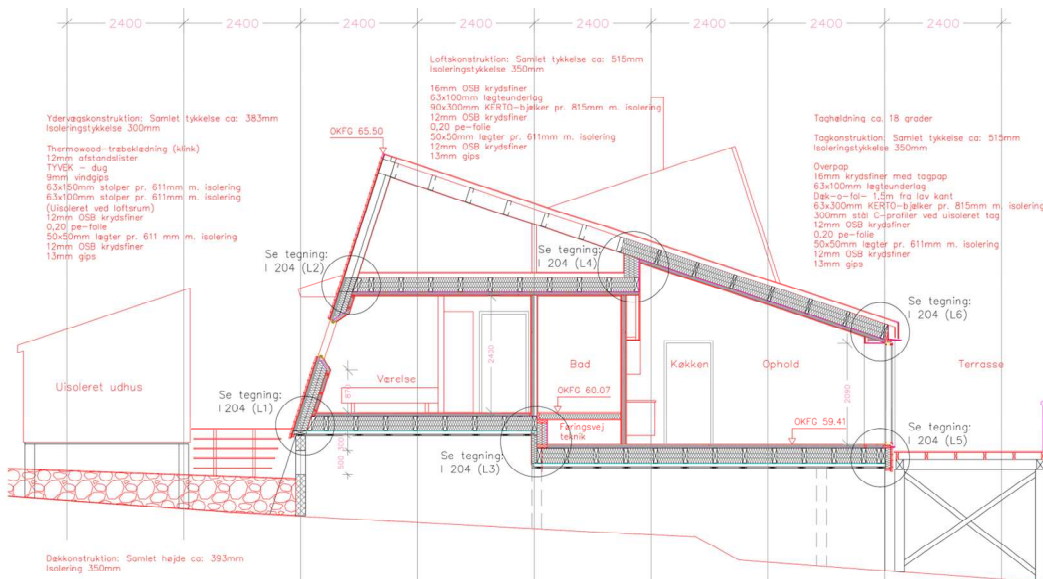 2400 2400 2400 2400 2400 2400 2400 2400
Loftskonstruktion: Samlet tykkelse ca: 515mm
Isoleringstykkelse 350mm
16mm OSB krydsfiner
63x100mm lægteunderlag
90x300mm KERTO-bjælker pr. 815mm m. isolering
12mm OSB krydsfiner
0,20 pe-folie
50x50mm lægter pr. 611mm m. isolering
12mm OSB krydsfiner
13mm gips
Ydervægskonstruktion: Samlet tykkelse ca: 383mm
Isoleringstykkelse 300mm
Thermowood-træbeklædning (klink)
12mm afstandslister
TYVEK - dug
9mm vindgips
63x150mm stolper pr. 611mm m. isolering
63x100mm stolper pr. 611mm m. isolering
(Uisoleret ved loftsrum)
12mm OSB krydsfiner
0,20 pe-folie
50x50mm lægter pr. 611 mm m. isolering
12mm OSB krydsfiner
13mm gips
Taghældning ca. 18 grader
Tagkonstruktion: Samlet tykkelse ca: 515mm
Isoleringstykkelse 350mm
Overpap
16mm krydsfiner med tagpap
63x100mm lægteunderlag
Dæk-o-fol- 1,5m fra lav kant
63x300mm KERTO-bjælker pr. 815mm m. isolering
300mm stål C-profiler ved uisoleret tag
12mm OSB krydsfiner
0.20 pe-folie
50x50mm lægter pr. 611mm m. isolering
12mm OSB krydsfiner
13mm gips
OKFG 65.50
Se tegning:
I 204 (L2)
Se tegning:
I 204 (L4)
Se tegning:
I 204 (L6)
Uisoleret udhus
Værelse
2400
Bad
Køkken
Ophold
Terrasse
2090
Se tegning:
I 204 (L1)
OKFG 60.07
OKFG 59.41
Føringsvej
teknik
Se tegning:
I 204 (L3)
Se tegning:
I 204 (L5)
300
500
Dækkonstruktion: Samlet højde ca: 393mm
Isolering 350mm